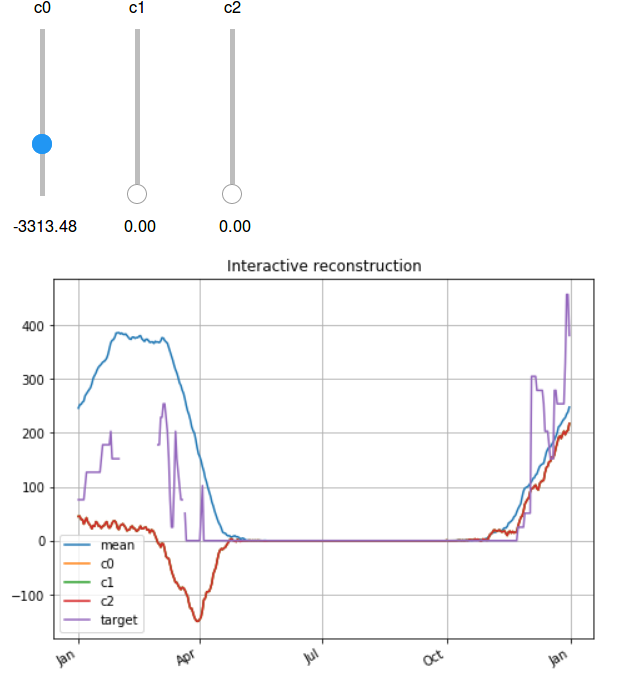 c0 c1 c2
-3313.48 0.00 0.00
Interactive reconstruction
400
300
200
100
0
−100
mean
c0
c1
c2
target
Jan Apr Jul Oct Jan